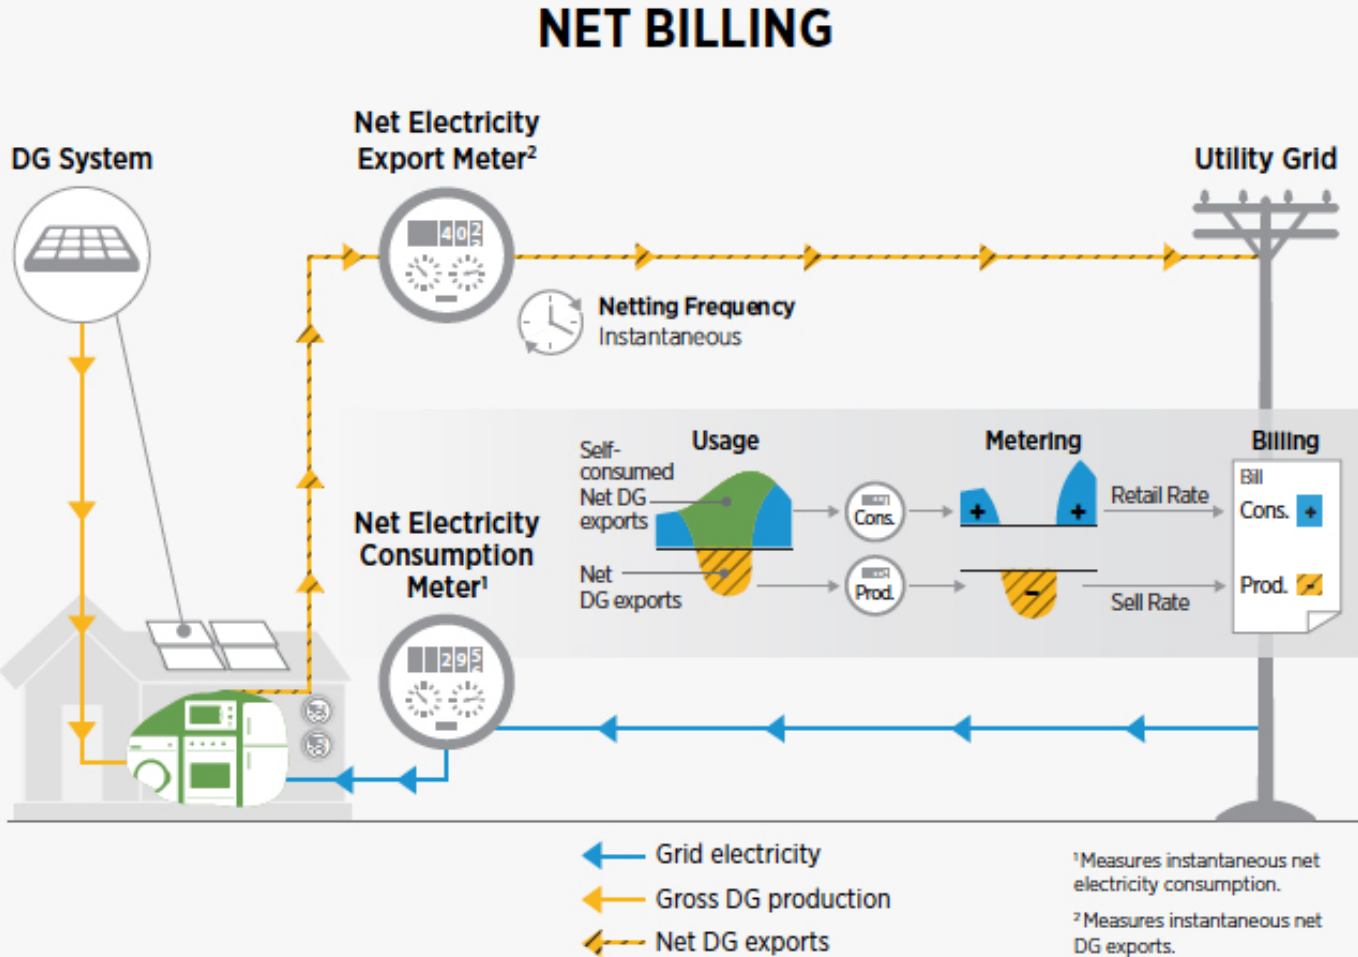 NET BILLING
DG System
Net Electricity
Export Meter²
Utility Grid
402
Netting Frequency
Instantaneous
Usage
Metering
Billing
Self-
consumed
Net DG
exports
Net
DG exports
Cons.
Prod.
+
+
-
Retail Rate
Sell Rate
Bill
Cons. +
Prod. -
Net Electricity
Consumption
Meter¹
295
Grid electricity
Gross DG production
Net DG exports
¹Measures instantaneous net
electricity consumption.
²Measures instantaneous net
DG exports.